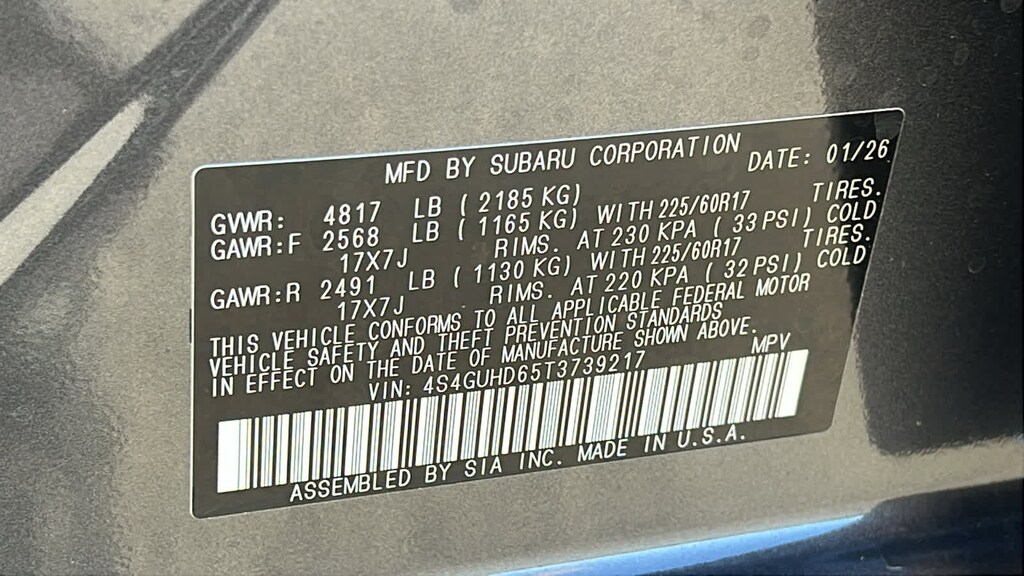 MFD BY SUBARU CORPORATION DATE: 01/26
GVWR: 4817 LB ( 2185 KG)
GAWR:F 2568 LB ( 1165 KG) WITH 225/60R17 TIRES.
17X7J RIMS. AT 230 KPA ( 33 PSI) COLD
GAWR:R 2491 LB ( 1130 KG) WITH 225/60R17 TIRES.
17X7J RIMS. AT 220 KPA ( 32 PSI) COLD
THIS VEHICLE CONFORMS TO ALL APPLICABLE FEDERAL MOTOR
VEHICLE SAFETY AND THEFT PREVENTION STANDARDS
IN EFFECT ON THE DATE OF MANUFACTURE SHOWN ABOVE.
VIN: 4S4GUHD65T3739217 MPV
ASSEMBLED BY SIA INC. MADE IN U.S.A.